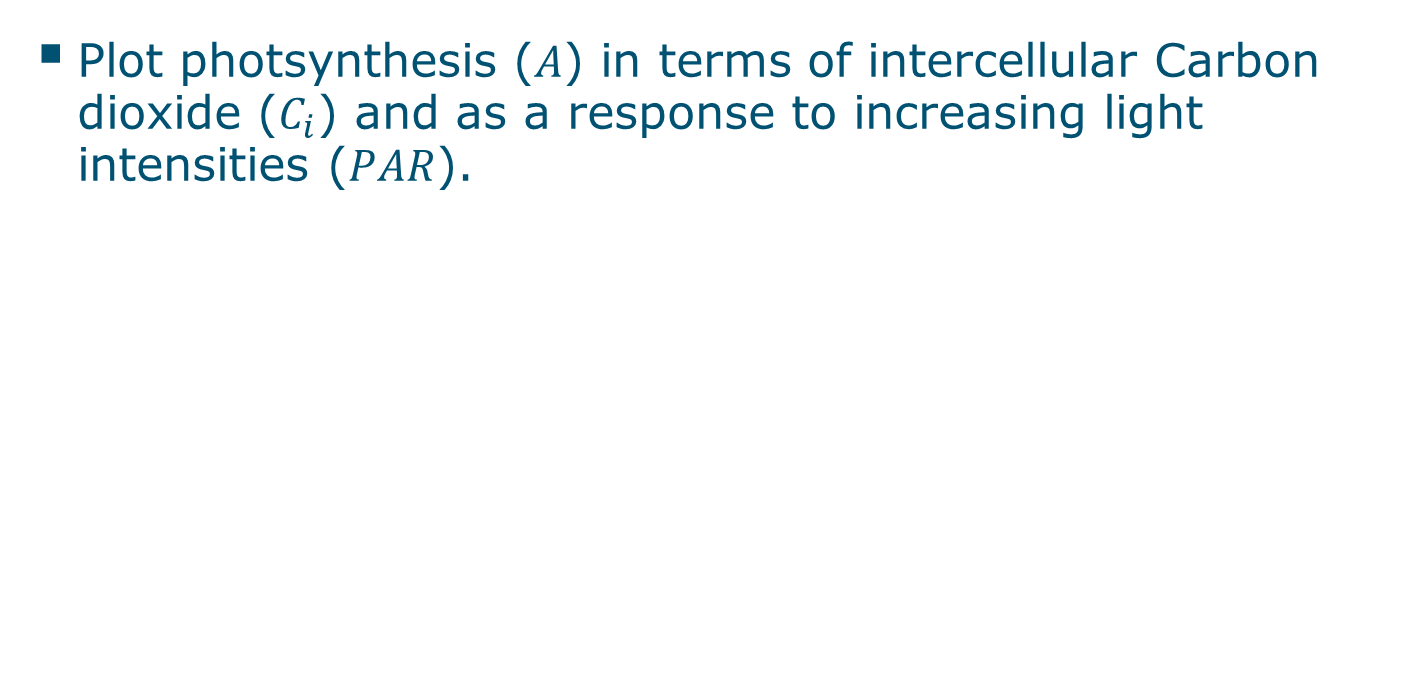 ▪ Plot photsynthesis (A) in terms of intercellular Carbon
dioxide (Cᵢ) and as a response to increasing light
intensities (PAR).